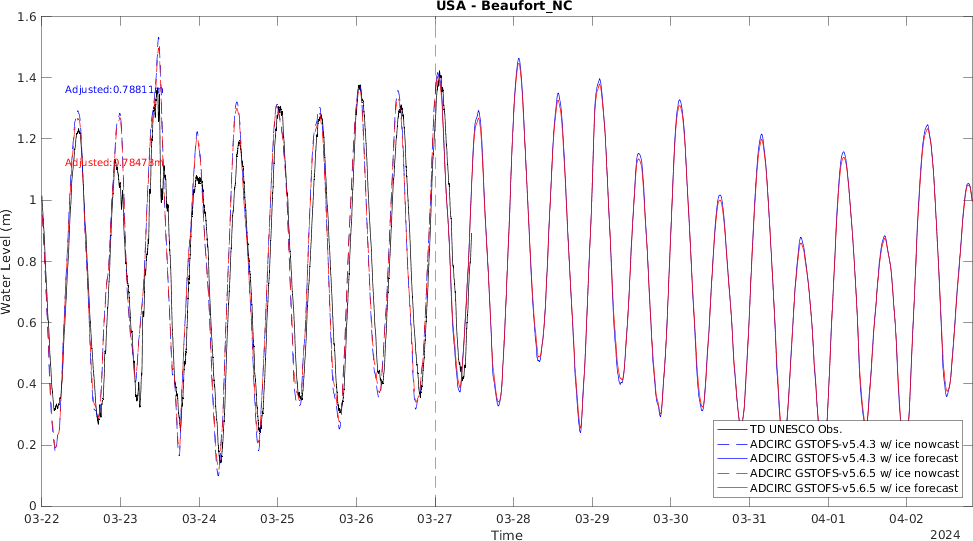 USA - Beaufort_NC
1.6
1.4
1.2
1
0.8
0.6
0.4
0.2
0
Water Level (m)
Adjusted:0.78811m
Adjusted:0.78473m
TD UNESCO Obs.
ADCIRC GSTOFS-v5.4.3 w/ ice nowcast
ADCIRC GSTOFS-v5.4.3 w/ ice forecast
ADCIRC GSTOFS-v5.6.5 w/ ice nowcast
ADCIRC GSTOFS-v5.6.5 w/ ice forecast
03-22 03-23 03-24 03-25 03-26 03-27 03-28 03-29 03-30 03-31 04-01 04-02
Time
2024